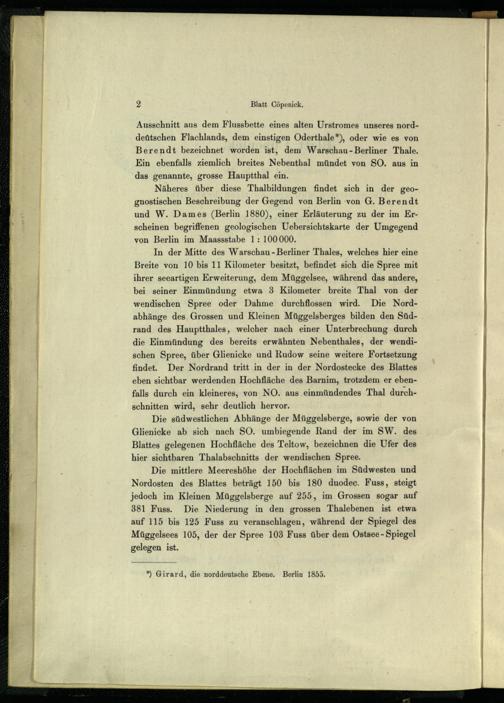 2 Blatt Cöpenick.
Ausschnitt aus dem Flussbette eines alten Urstromes unseres nord-
deutschen Flachlands, dem einstigen Oderthale*), oder wie es von
Berendt bezeichnet worden ist, dem Warschau-Berliner Thale.
Ein ebenfalls ziemlich breites Nebenthal mündet von SO. aus in
das genannte, grosse Hauptthal ein.
Näheres über diese Thalbildungen findet sich in der geo-
gnostischen Beschreibung der Gegend von Berlin von G. Berendt
und W. Dames (Berlin 1880), einer Erläuterung zu der im Er-
scheinen begriffenen geologischen Uebersichtskarte der Umgegend
von Berlin im Maassstabe 1 : 100 000.
In der Mitte des Warschau-Berliner Thales, welches hier eine
Breite von 10 bis 11 Kilometer besitzt, befindet sich die Spree mit
ihrer seeartigen Erweiterung, dem Müggelsee, während das andere,
bei seiner Einmündung etwa 3 Kilometer breite Thal von der
wendischen Spree oder Dahme durchflossen wird. Die Nord-
abhänge des Grossen und Kleinen Müggelsberges bilden den Süd-
rand des Hauptthales, welcher nach einer Unterbrechung durch
die Einmündung des bereits erwähnten Nebenthales, der wendi-
schen Spree, über Glienicke und Rudow seine weitere Fortsetzung
findet. Der Nordrand tritt in der in der Nordostecke des Blattes
eben sichtbar werdenden Hochfläche des Barnim, trotzdem er eben-
falls durch ein kleineres, von NO. aus einmündendes Thal durch-
schnitten wird, sehr deutlich hervor.
Die südwestlichen Abhänge der Müggelsberge, sowie der von
Glienicke ab sich nach SO. umbiegende Rand der im SW. des
Blattes gelegenen Hochfläche des Teltow, bezeichnen die Ufer des
hier sichtbaren Thalabschnitts der wendischen Spree.
Die mittlere Meereshöhe der Hochflächen im Südwesten und
Nordosten des Blattes beträgt 150 bis 180 duodec. Fuss, steigt
jedoch im Kleinen Müggelsberge auf 255, im Grossen sogar auf
381 Fuss. Die Niederung in den grossen Thalebenen ist etwa
auf 115 bis 125 Fuss zu veranschlagen, während der Spiegel des
Müggelsees 105, der der Spree 103 Fuss über dem Ostsee-Spiegel
gelegen ist.
*) Girard, die norddeutsche Ebene. Berlin 1855.